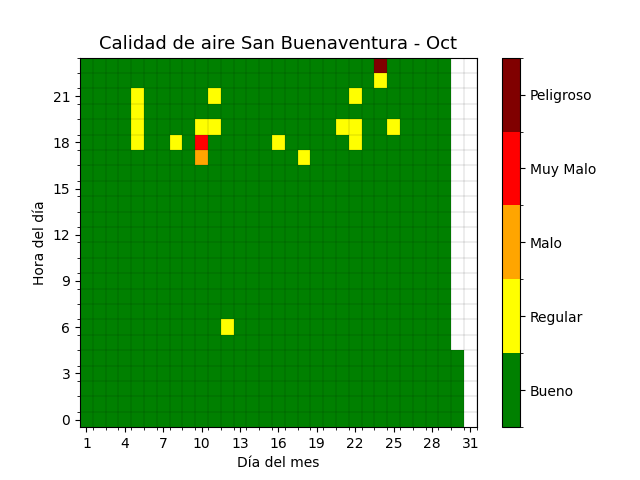 Calidad de aire San Buenaventura - Oct
Hora del día
21
18
15
12
9
6
3
0
1 4 7 10 13 16 19 22 25 28 31
Día del mes
Peligroso
Muy Malo
Malo
Regular
Bueno